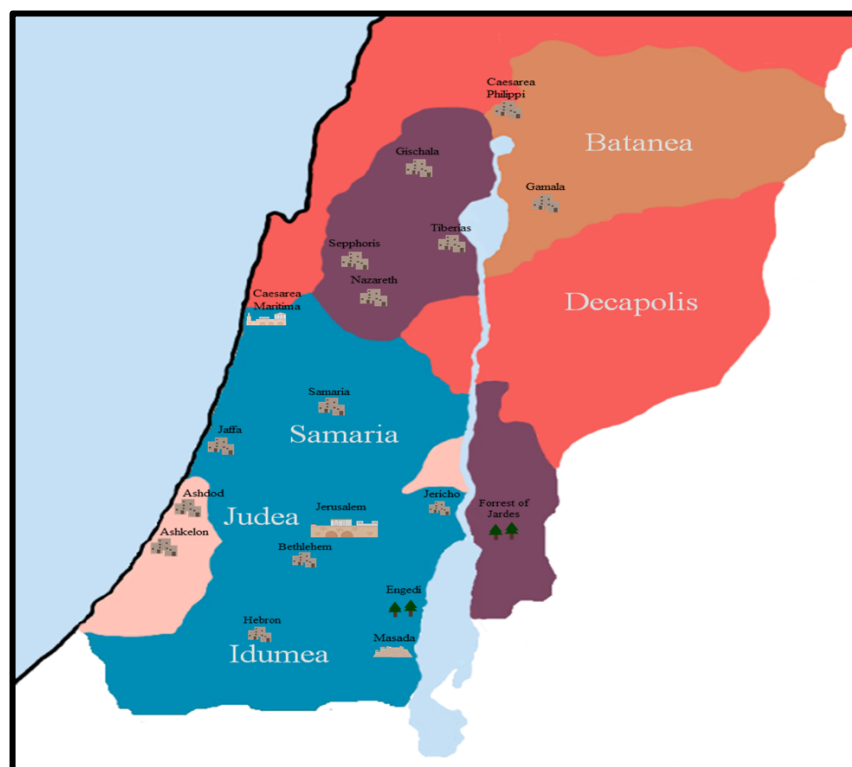 Caesarea
Philippi
Batanea
Gischala
Gamala
Tiberias
Sepphoris
Nazareth
Caesarea
Maritima
Decapolis
Samaria
Samaria
Jaffa
Ashdod
Jericho
Forrest of
Jardes
Jerusalem
Judea
Ashkelon
Bethlehem
Engedi
Hebron
Masada
Idumea